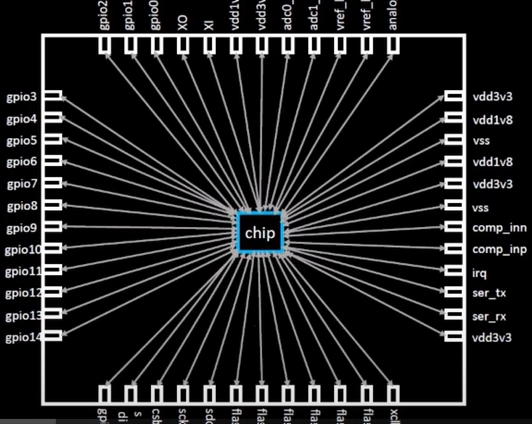 gpio2
gpio1
gpio0
XO
XI
vdd1v
vdd3v
adc0_
adc1_
vref_
vref_
analo
gpio3
gpio4
gpio5
gpio6
gpio7
gpio8
gpio9
gpio10
gpio11
gpio12
gpio13
gpio14
chip
vdd3v3
vdd1v8
vss
vdd1v8
vdd3v3
vss
comp_inn
comp_inp
irq
ser_tx
ser_rx
vdd3v3
gp
di
s
csb
sck
sdo
flas
flas
flas
flas
flas
flas
xcl